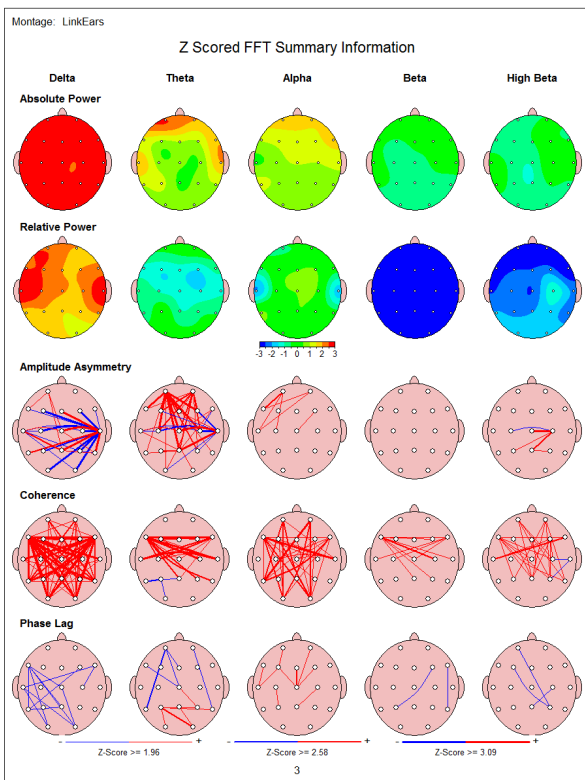 Montage: LinkEars
Z Scored FFT Summary Information
Delta Theta Alpha Beta High Beta
Absolute Power
Relative Power
-3 -2 -1 0 1 2 3
Amplitude Asymmetry
Coherence
Phase Lag
- + - + - +
Z-Score >= 1.96 Z-Score >= 2.58 Z-Score >= 3.09
3